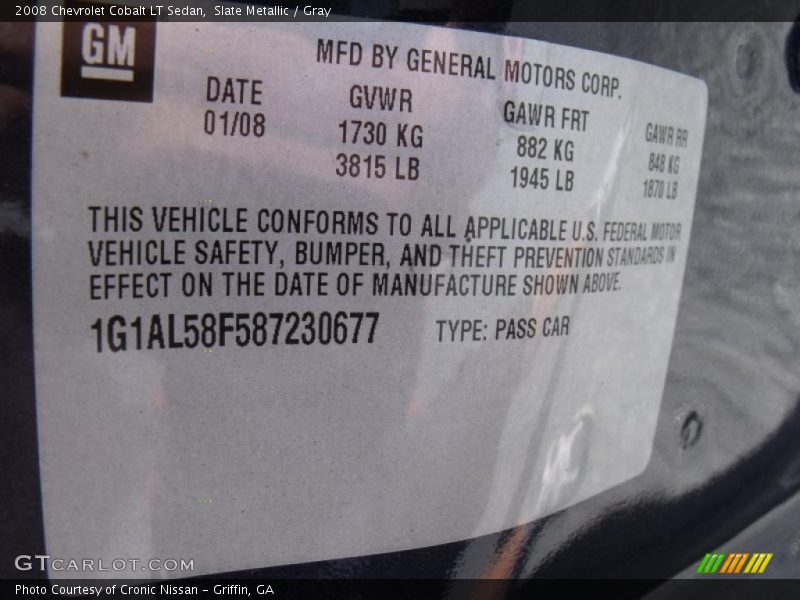 2008 Chevrolet Cobalt LT Sedan,  Slate Metallic / Gray
GM
MFD BY GENERAL MOTORS CORP.
DATE GVWR GAWR FRT GAWR RR
01/08 1730 KG 882 KG 848 KG
3815 LB 1945 LB 1870 LB
THIS VEHICLE CONFORMS TO ALL APPLICABLE U.S. FEDERAL MOTOR
VEHICLE SAFETY, BUMPER, AND THEFT PREVENTION STANDARDS IN
EFFECT ON THE DATE OF MANUFACTURE SHOWN ABOVE.
1G1AL58F587230677 TYPE: PASS CAR
GTCARLOT.COM
Photo Courtesy of Cronic Nissan – Griffin, GA